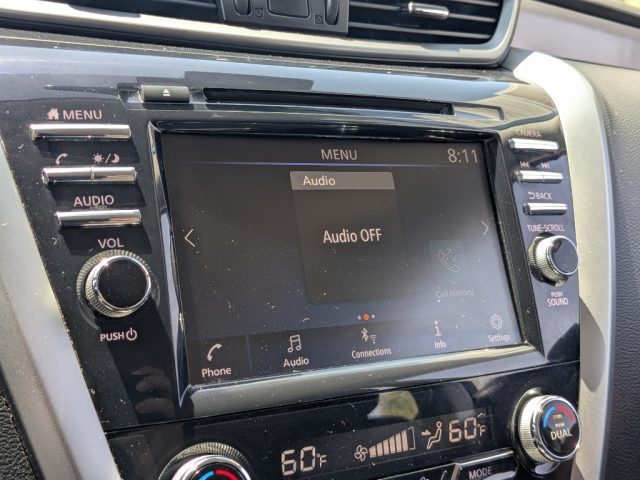 MENU
AUDIO
VOL
PUSH
MENU
8:11
Audio
Audio OFF
Call History
Phone
Audio
Connections
Info
Settings
CAMERA
BACK
TUNE·SCROLL
PUSH
SOUND
60°F
60°F
DUAL
MODE